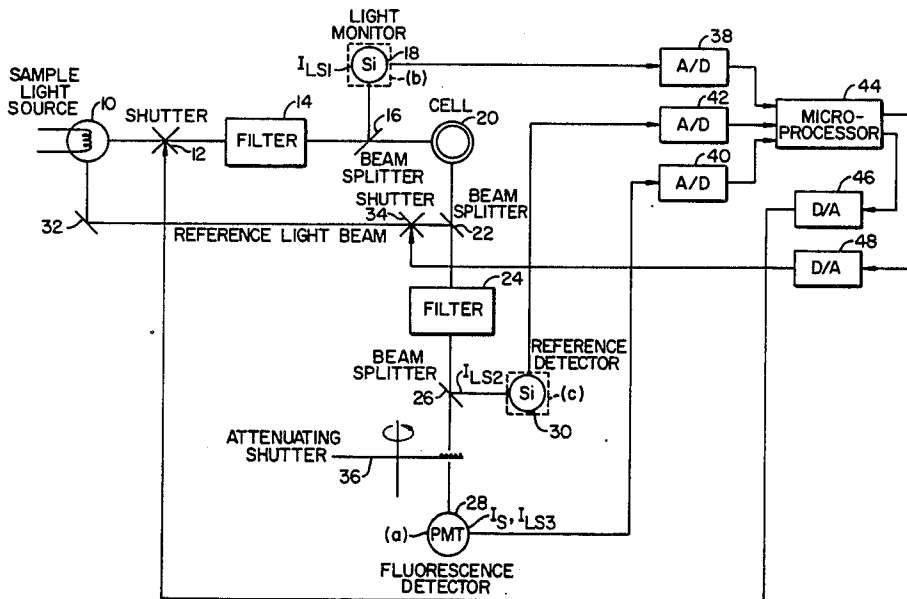 LIGHT
MONITOR
I_LS1
Si
18
(b)
38
A/D
SAMPLE
LIGHT
SOURCE
10
SHUTTER
12
14
FILTER
16
BEAM
SPLITTER
CELL
20
42
A/D
44
MICRO-
PROCESSOR
40
A/D
32
SHUTTER
34
REFERENCE LIGHT BEAM
BEAM
SPLITTER
22
46
D/A
48
D/A
24
FILTER
BEAM
SPLITTER
26
I_LS2
REFERENCE
DETECTOR
Si
(c)
30
ATTENUATING
SHUTTER
36
28
(a)
PMT
I_S, I_LS3
FLUORESCENCE
DETECTOR